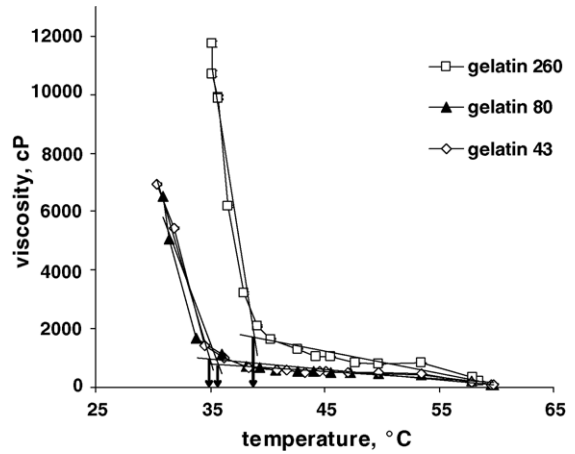 12000
10000
8000
6000
4000
2000
0
viscosity, cP
25
35
45
55
65
temperature, °C
gelatin 260
gelatin 80
gelatin 43